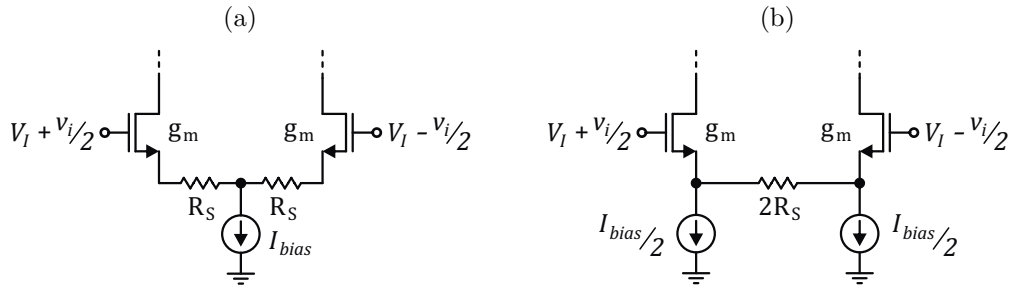 (a)
(b)
V_I + v_i/2
g_m
g_m
V_I − v_i/2
V_I + v_i/2
g_m
g_m
V_I − v_i/2
R_S
R_S
2R_S
I_bias
I_bias/2
I_bias/2